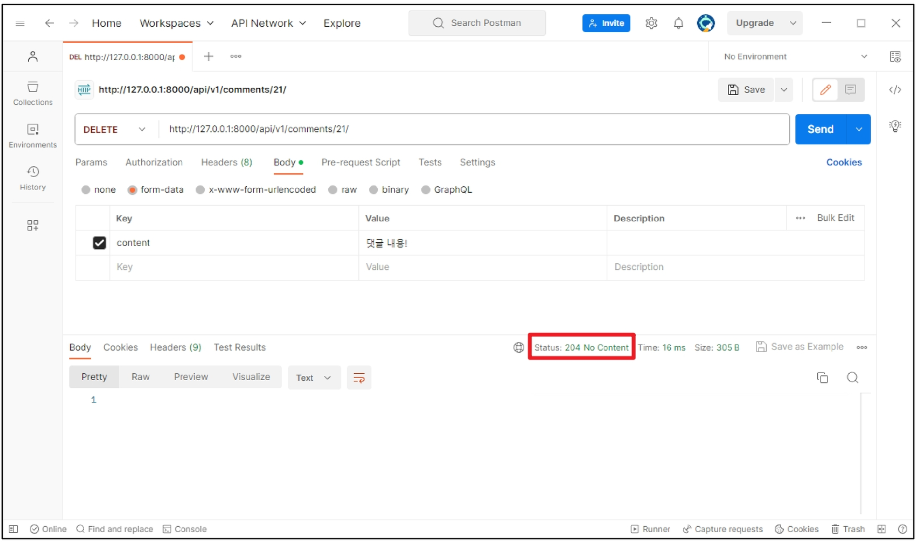 Home Workspaces API Network Explore Search Postman Invite Upgrade
DEL http://127.0.0.1:8000/ap No Environment
http://127.0.0.1:8000/api/v1/comments/21/ Save
Collections
DELETE http://127.0.0.1:8000/api/v1/comments/21/ Send
Environments
Params Authorization Headers (8) Body Pre-request Script Tests Settings Cookies
History
none form-data x-www-form-urlencoded raw binary GraphQL
Key Value Description Bulk Edit
content 댓글 내용!
Key Value Description
Body Cookies Headers (9) Test Results Status: 204 No Content Time: 16 ms Size: 305 B Save as Example
Pretty Raw Preview Visualize Text
1
Online Find and replace Console Runner Capture requests Cookies Trash